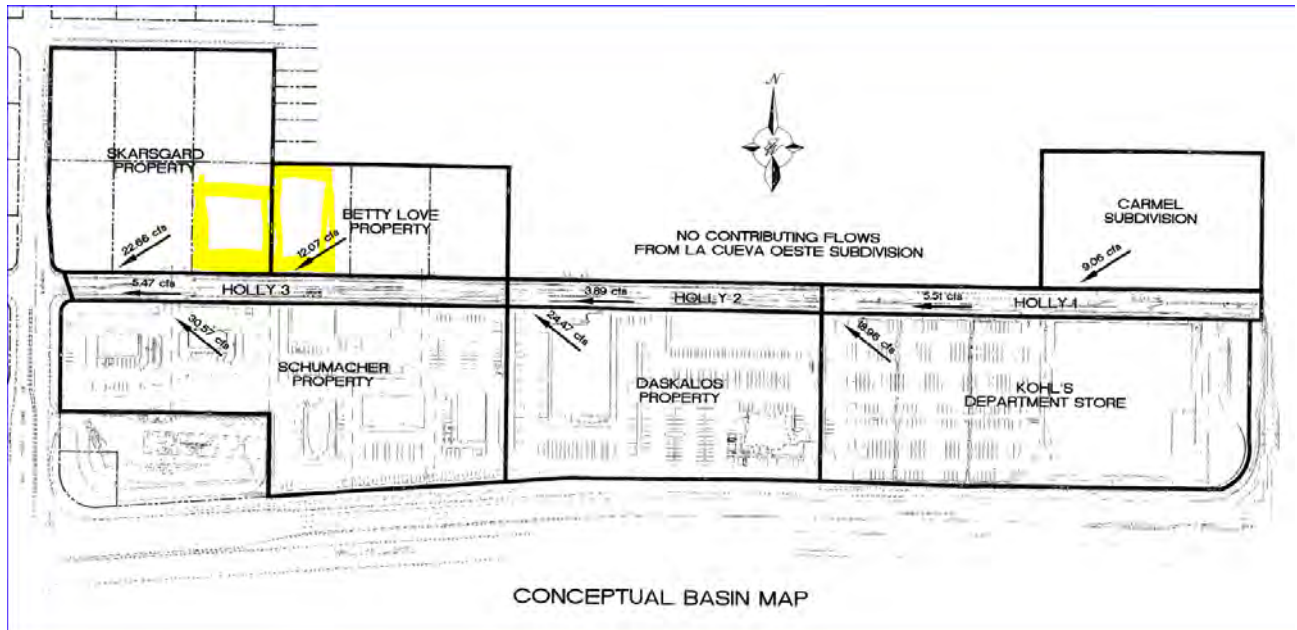 N
SKARSGARD
PROPERTY
22.66 cfs
BETTY LOVE
PROPERTY
12.07 cfs
NO CONTRIBUTING FLOWS
FROM LA CUEVA OESTE SUBDIVISION
CARMEL
SUBDIVISION
9.06 cfs
5.47 cfs
HOLLY 3
3.89 cfs
HOLLY 2
5.51 cfs
HOLLY 1
30.57 cfs
SCHUMACHER
PROPERTY
24.47 cfs
DASKALOS
PROPERTY
18.96 cfs
KOHL'S
DEPARTMENT STORE
CONCEPTUAL BASIN MAP